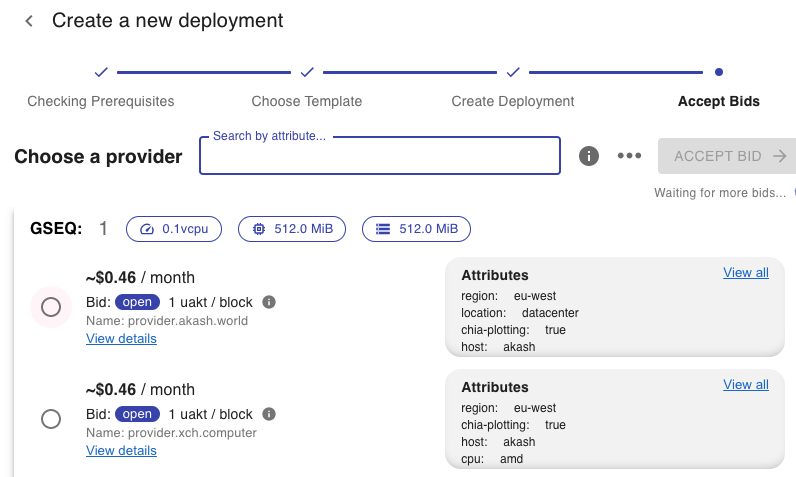 Create a new deployment
Checking Prerequisites
Choose Template
Create Deployment
Accept Bids
Choose a provider
Search by attribute...
ACCEPT BID
Waiting for more bids...
GSEQ: 1 0.1vcpu 512.0 MiB 512.0 MiB
~$0.46 / month
Bid: open 1 uakt / block
Name: provider.akash.world
View details
Attributes
View all
region: eu-west
location: datacenter
chia-plotting: true
host: akash
~$0.46 / month
Bid: open 1 uakt / block
Name: provider.xch.computer
View details
Attributes
View all
region: eu-west
chia-plotting: true
host: akash
cpu: amd